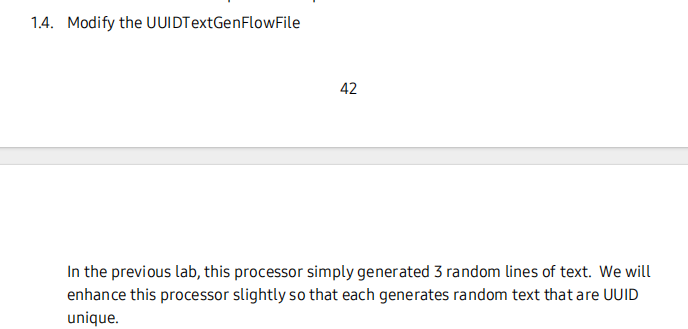 1.4. Modify the UUIDTextGenFlowFile
42
In the previous lab, this processor simply generated 3 random lines of text. We will
enhance this processor slightly so that each generates random text that are UUID
unique.